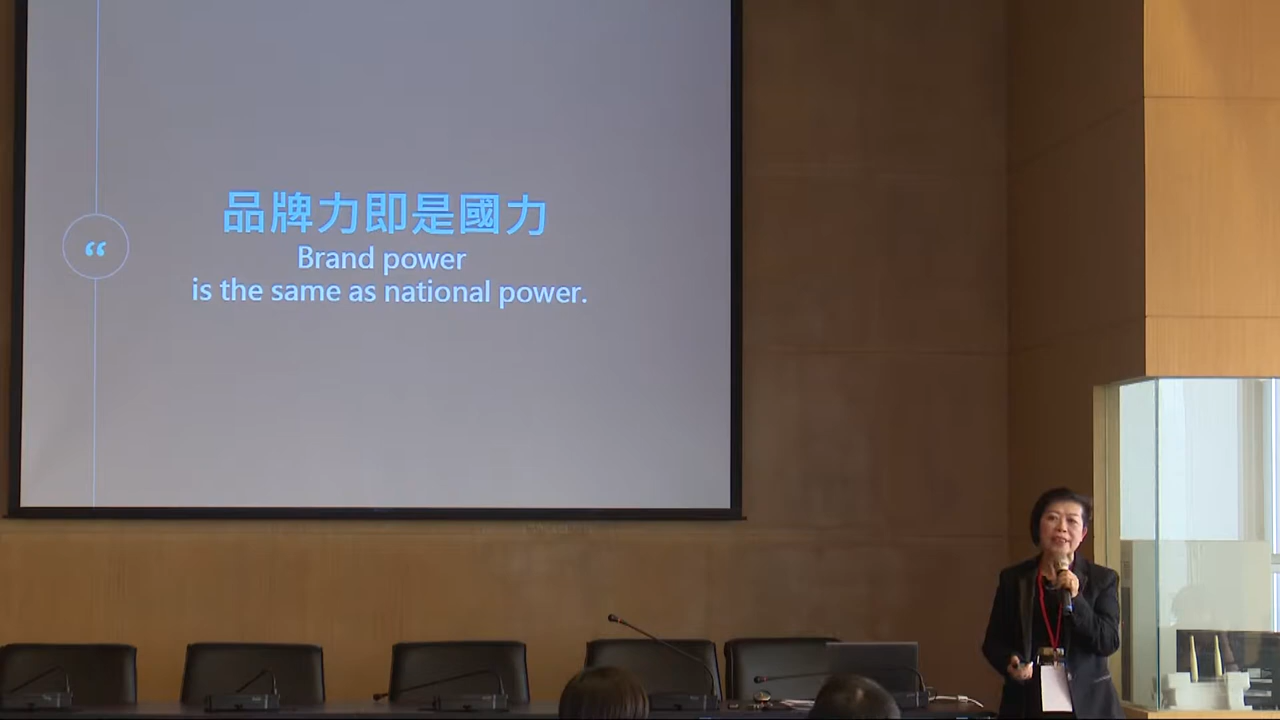 品牌力即是國力
“
Brand power
is the same as national power.